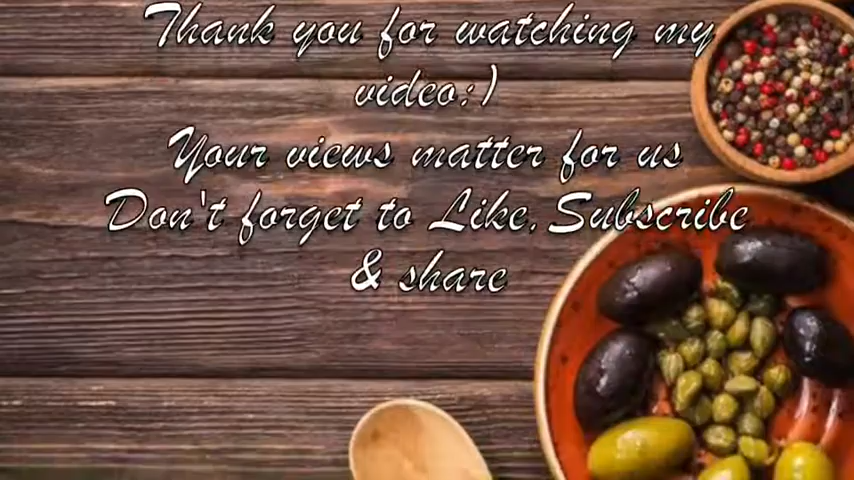 Thank you for watching my
video:)
Your views matter for us
Don't forget to Like, Subscribe
& share